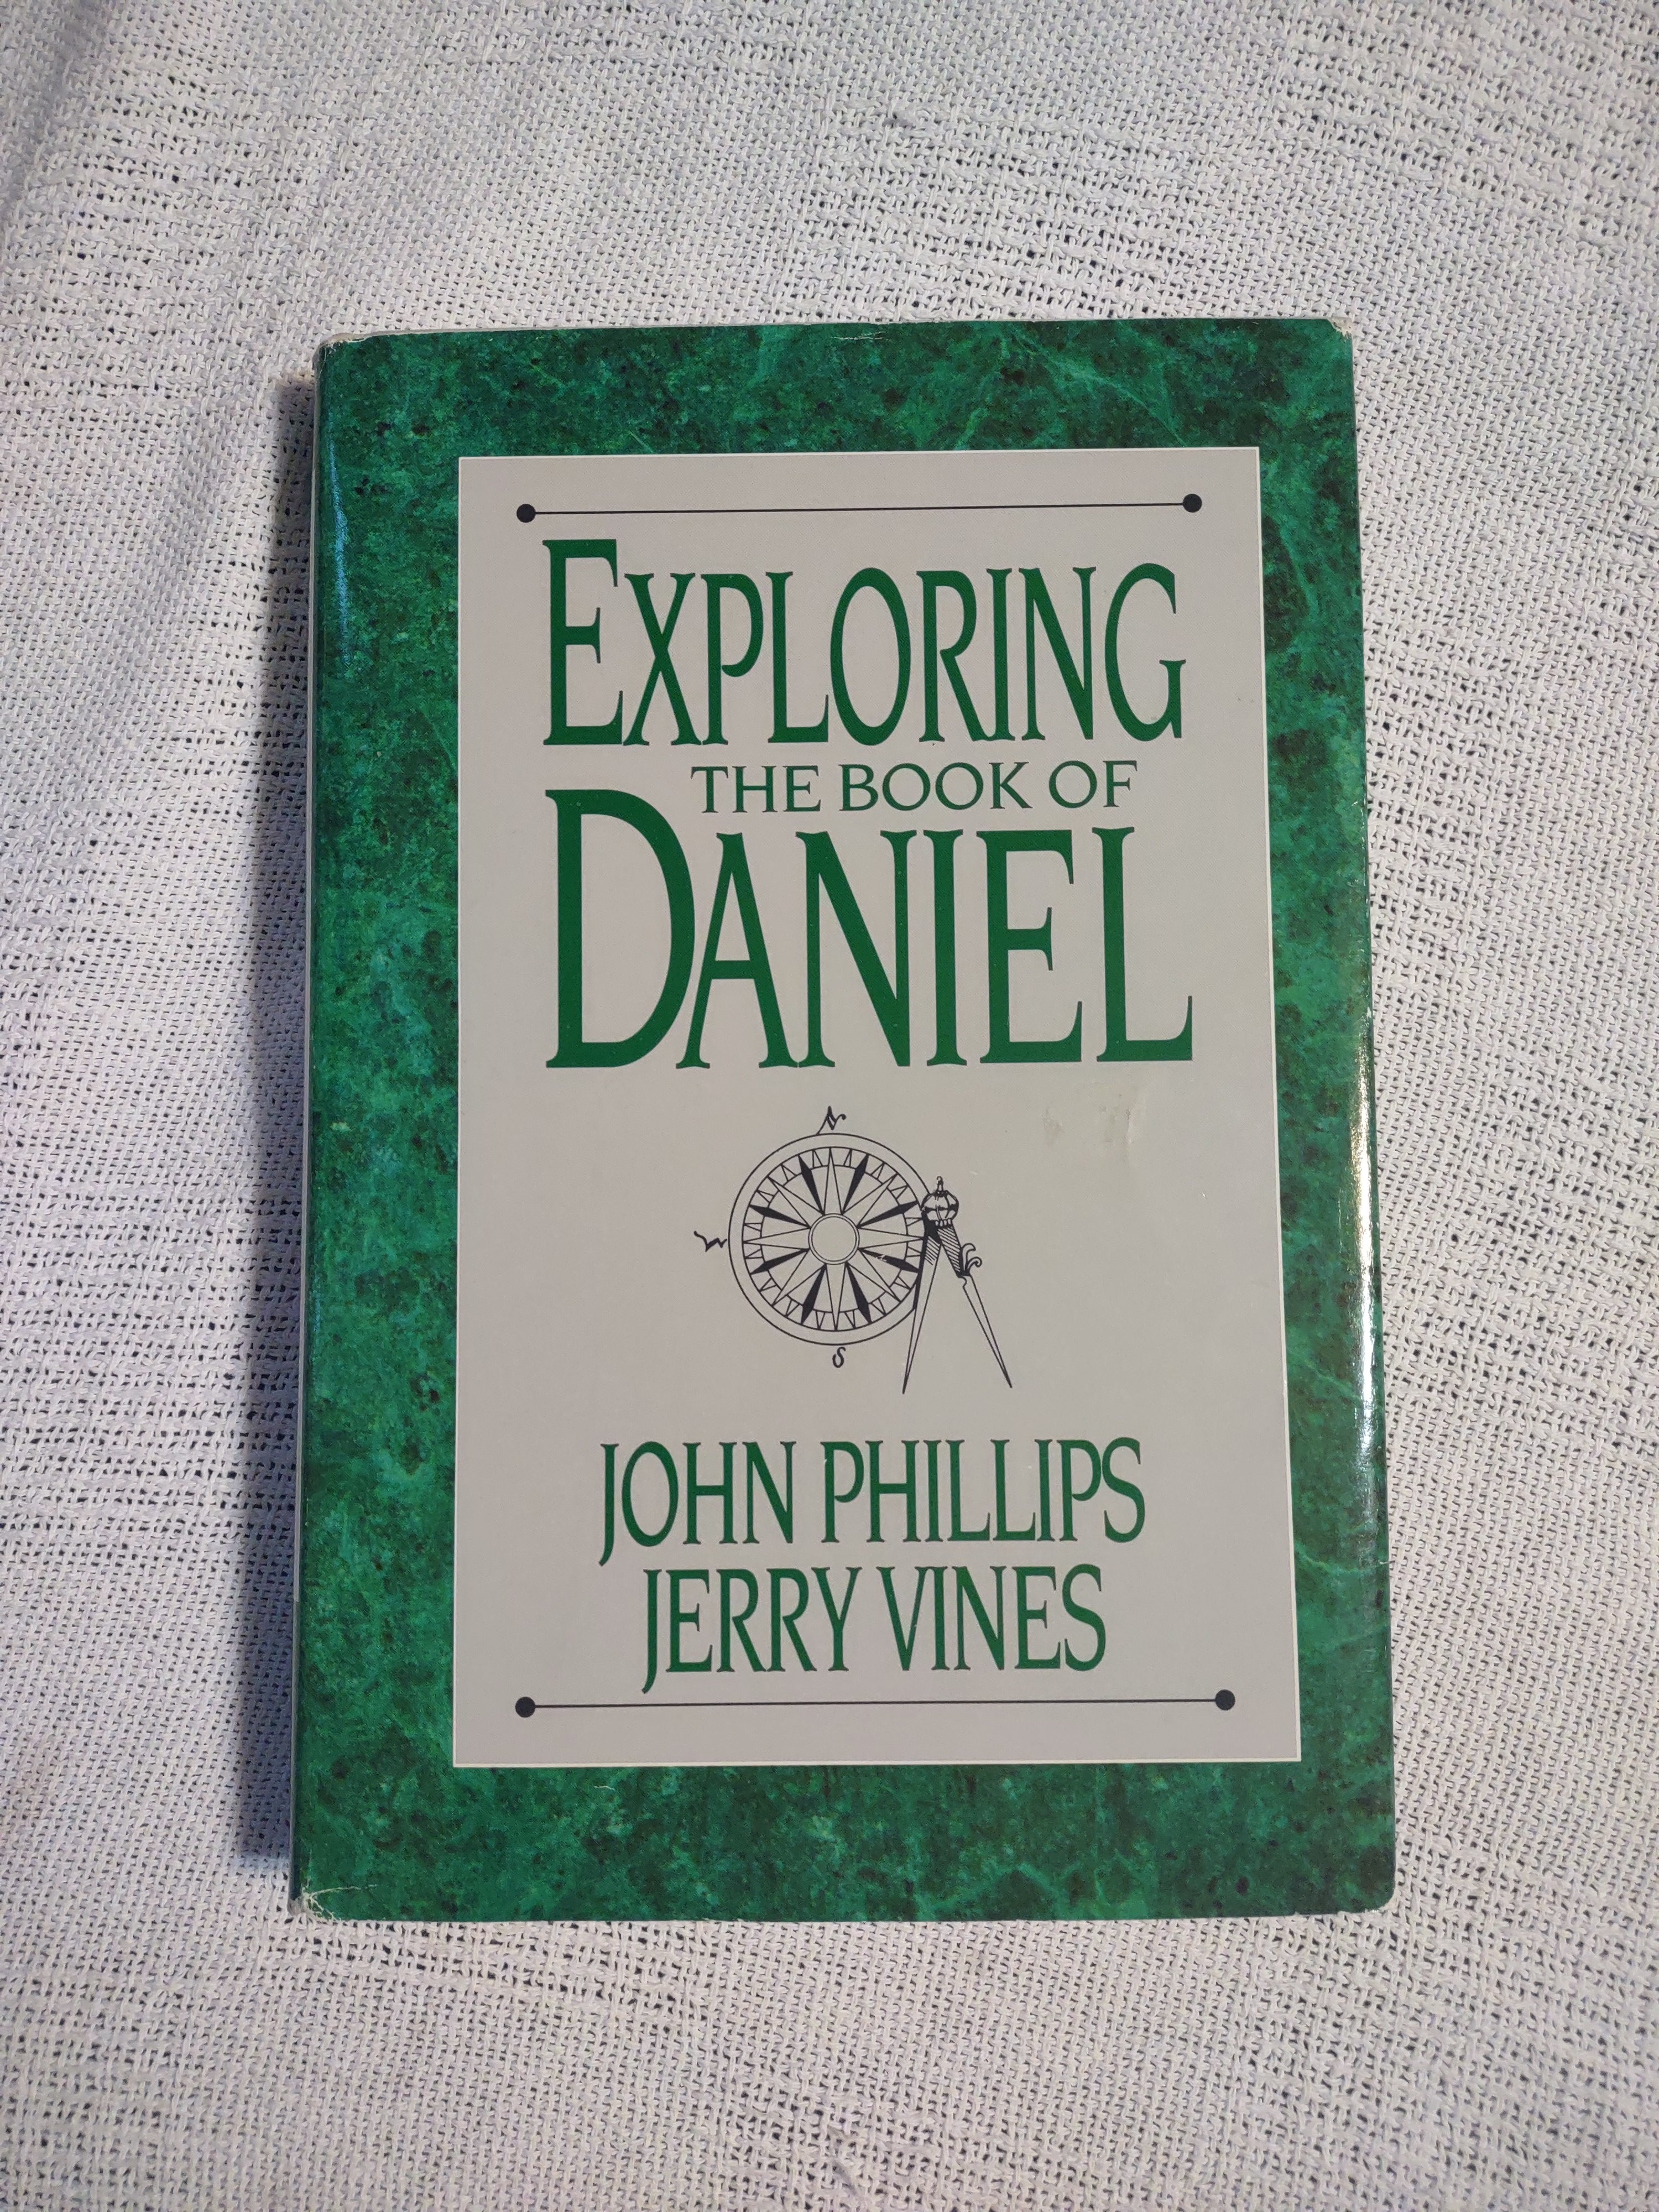 EXPLORING
THE BOOK OF
DANIEL
N
W
S
JOHN PHILLIPS
JERRY VINES